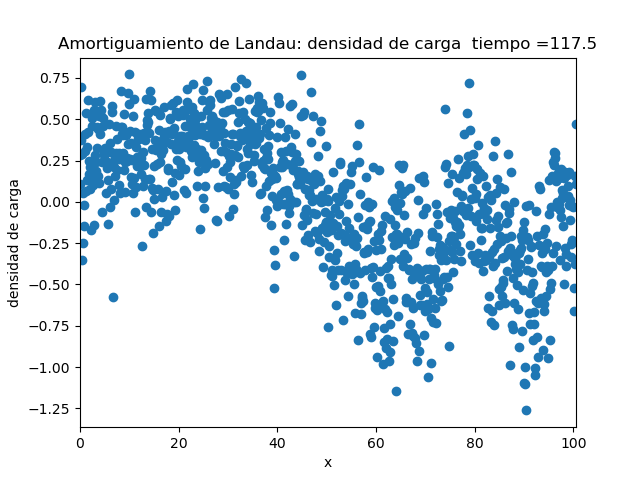 Amortiguamiento de Landau: densidad de carga  tiempo =117.5
densidad de carga
0.75
0.50
0.25
0.00
−0.25
−0.50
−0.75
−1.00
−1.25
0 20 40 60 80 100
x